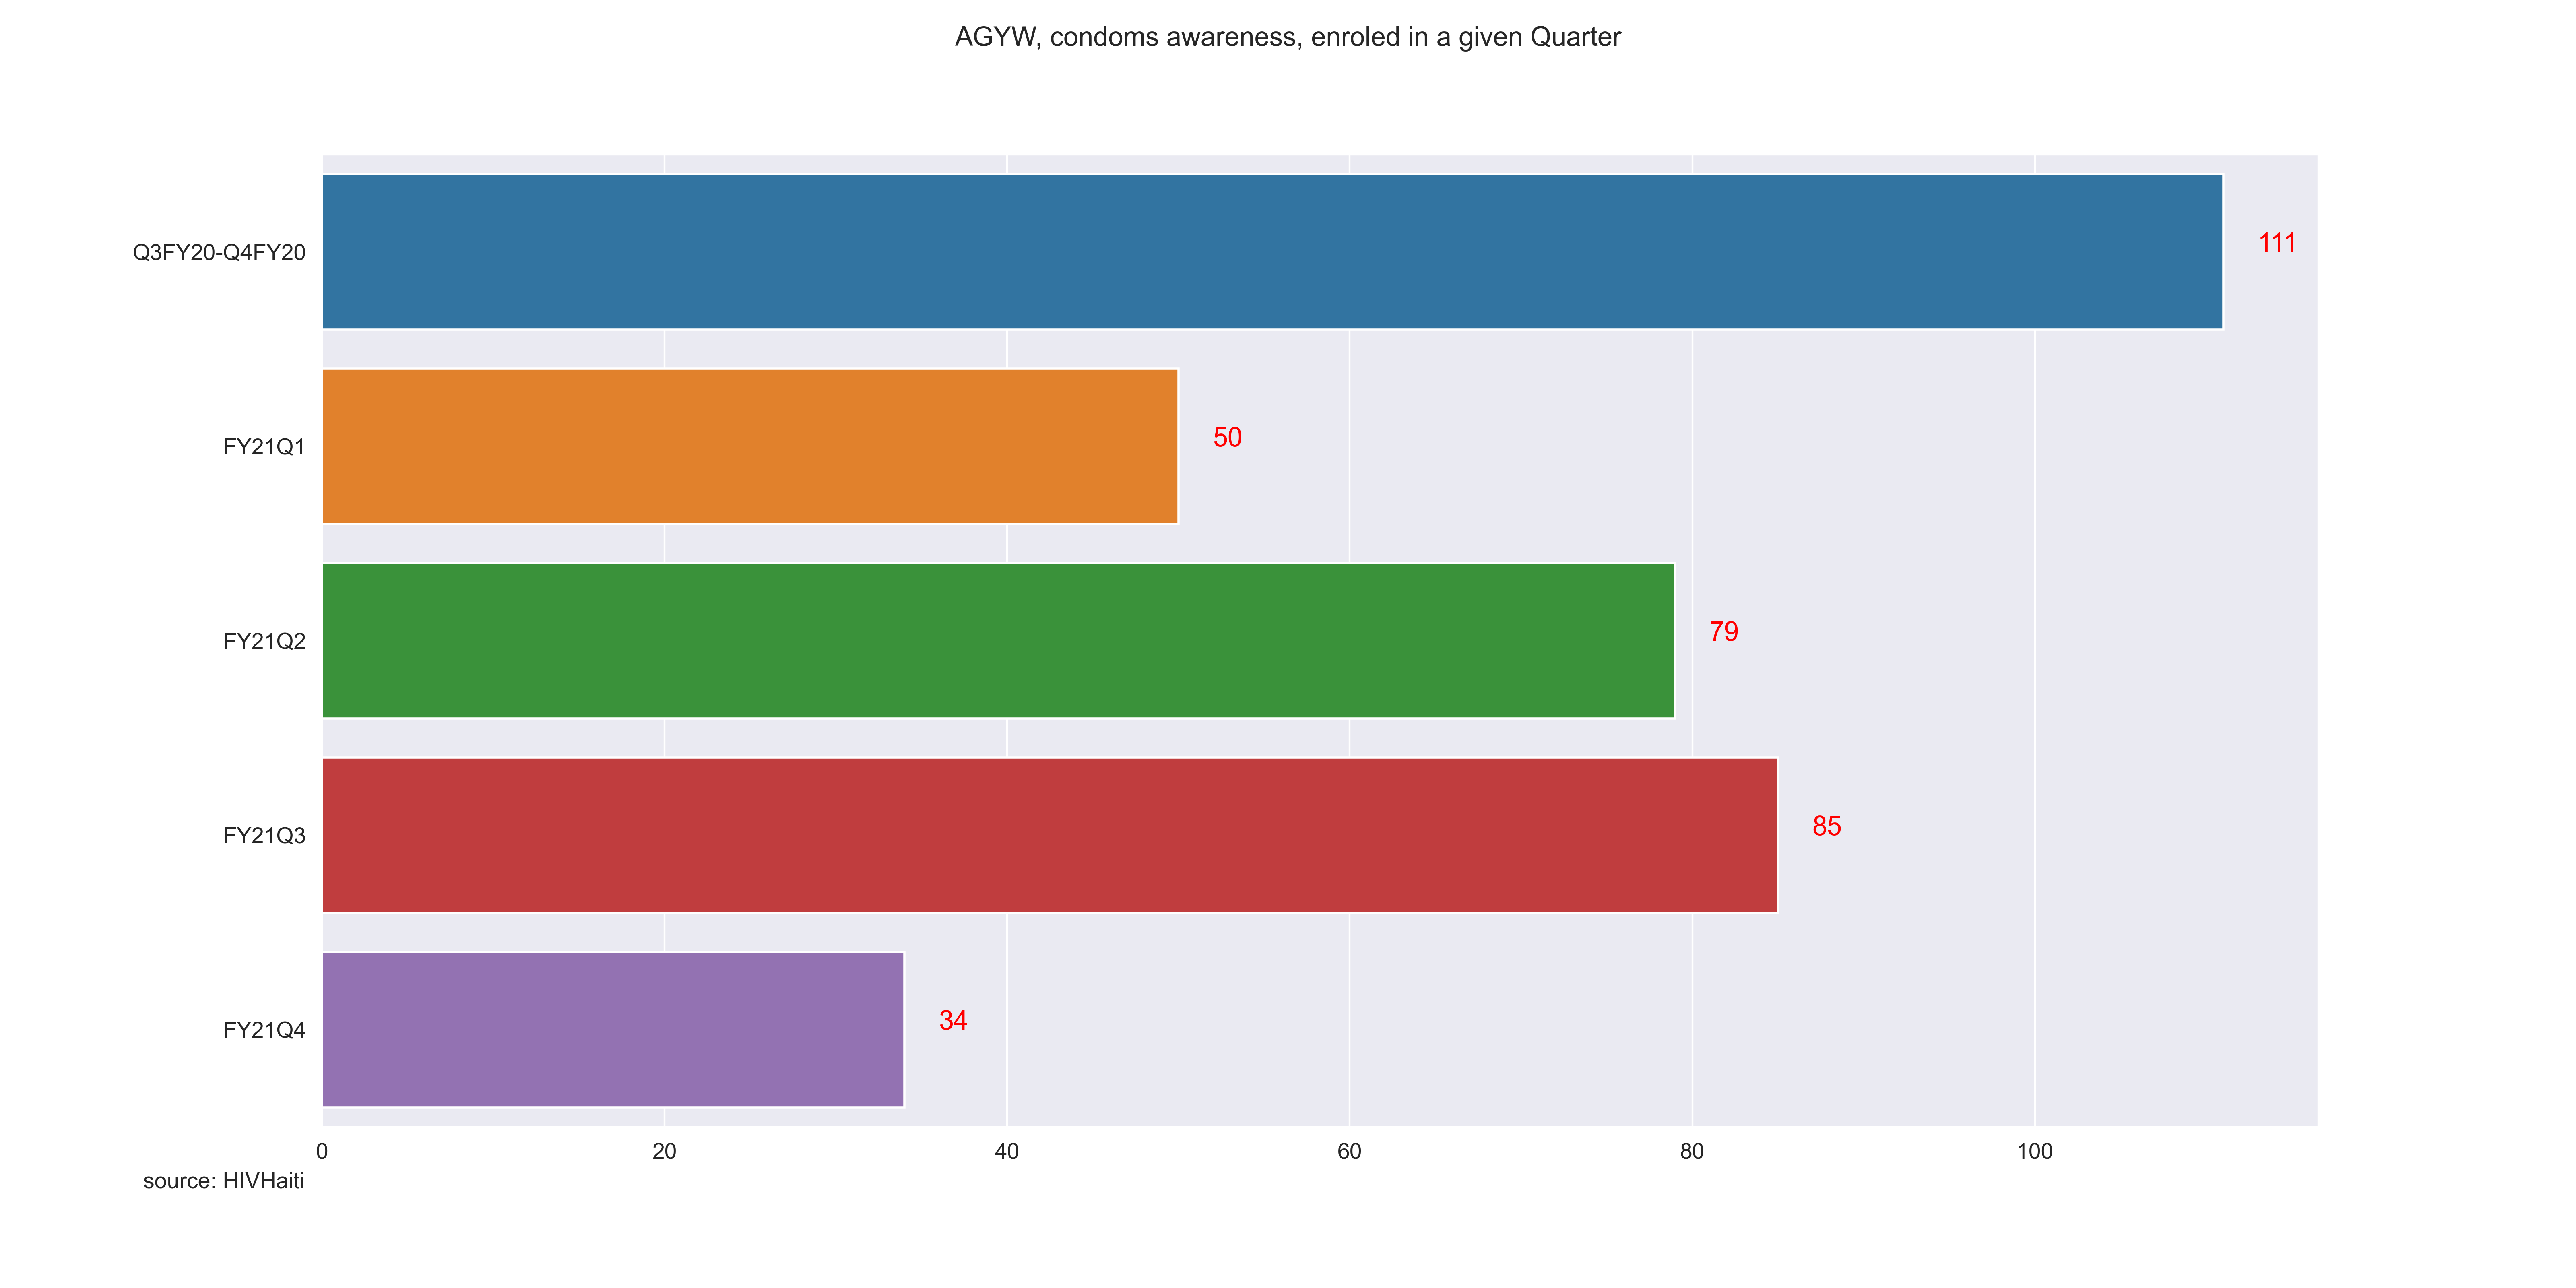 AGYW, condoms awareness, enroled in a given Quarter
Q3FY20-Q4FY20
111
FY21Q1
50
FY21Q2
79
FY21Q3
85
FY21Q4
34
0 20 40 60 80 100
source: HIVHaiti